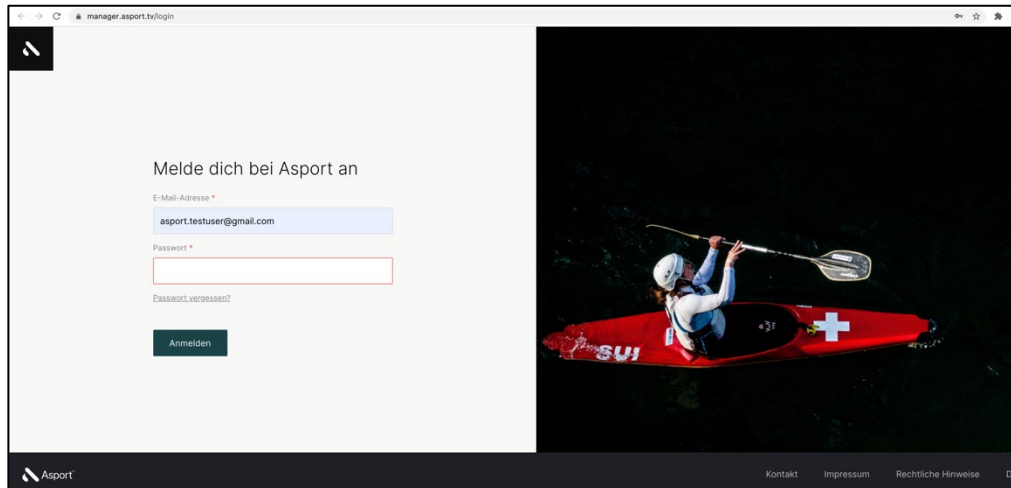 manager.asport.tv/login
Melde dich bei Asport an
E-Mail-Adresse *
asport.testuser@gmail.com
Passwort *
Passwort vergessen?
Anmelden
SUI
Asport
Kontakt
Impressum
Rechtliche Hinweise
D